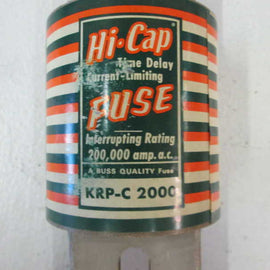 Hi-Cap®
Time Delay
Current-Limiting
FUSE
Interrupting Rating
200,000 amp. a.c.
A BUSS QUALITY Fuse
KRP-C 2000